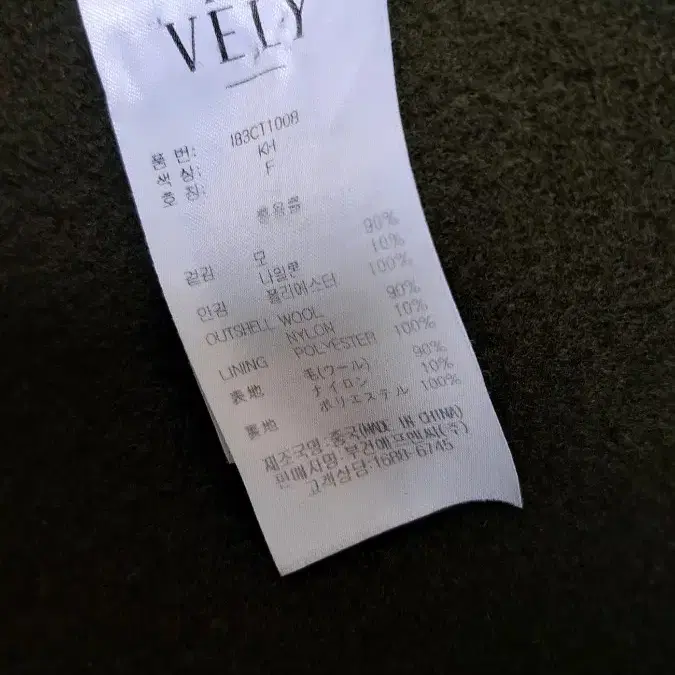 VELY
품 번: I83CT1008
색 상: KH
호 칭: F
혼용률
겉감 모 90%
나일론 10%
안감 폴리에스터 100%
OUTSHELL WOOL 90%
NYLON 10%
LINING POLYESTER 100%
表地 毛(ウール) 90%
ナイロン 10%
裏地 ポリエステル 100%
제조국명:중국(MADE IN CHINA)
판매자명:부건에프엔씨(주)
고객상담:1680-6745